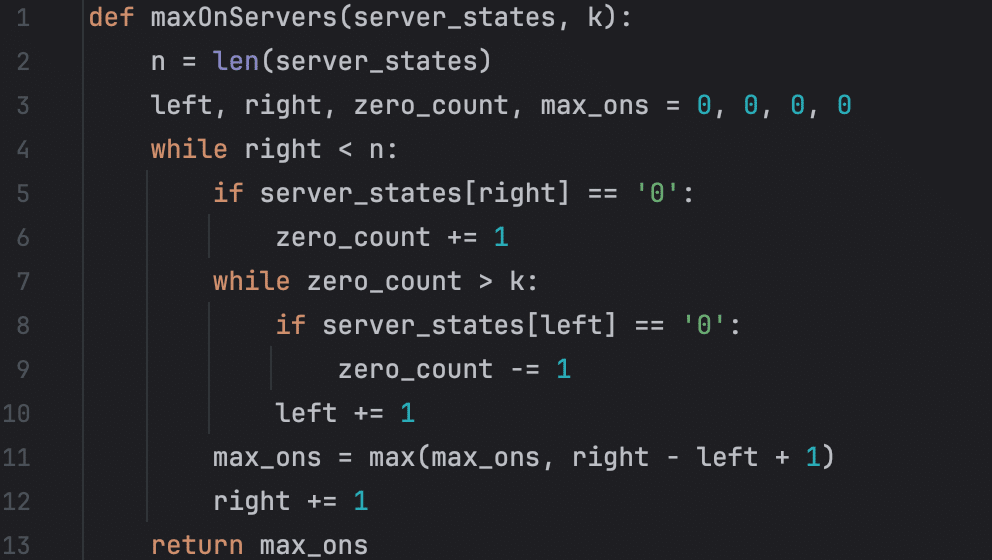 1 def maxOnServers(server_states, k):
2     n = len(server_states)
3     left, right, zero_count, max_ons = 0, 0, 0, 0
4     while right < n:
5         if server_states[right] == '0':
6             zero_count += 1
7         while zero_count > k:
8             if server_states[left] == '0':
9                 zero_count -= 1
10             left += 1
11         max_ons = max(max_ons, right - left + 1)
12         right += 1
13     return max_ons